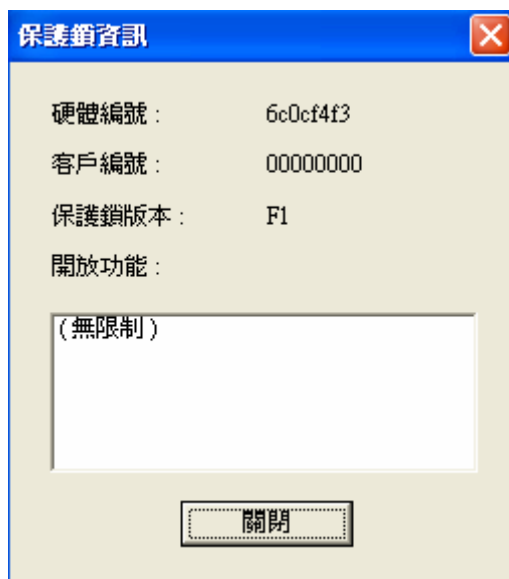 保護鎖資訊
硬體編號： 6c0cf4f3
客戶編號： 00000000
保護鎖版本： F1
開放功能：
(無限制)
關閉